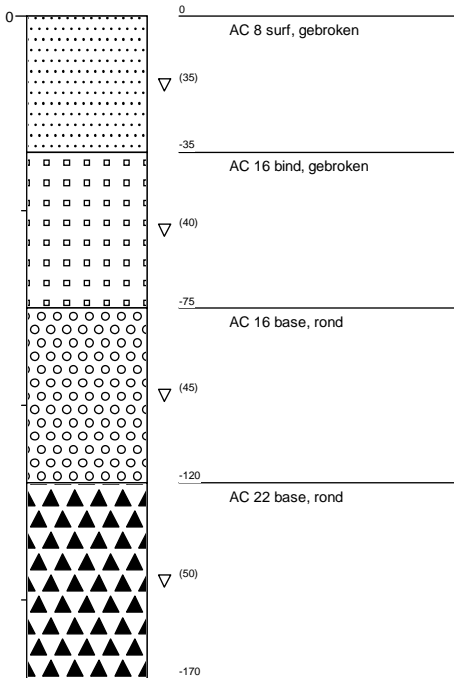 0
0
AC 8 surf, gebroken
(35)
-35
AC 16 bind, gebroken
(40)
-75
AC 16 base, rond
(45)
-120
AC 22 base, rond
(50)
-170